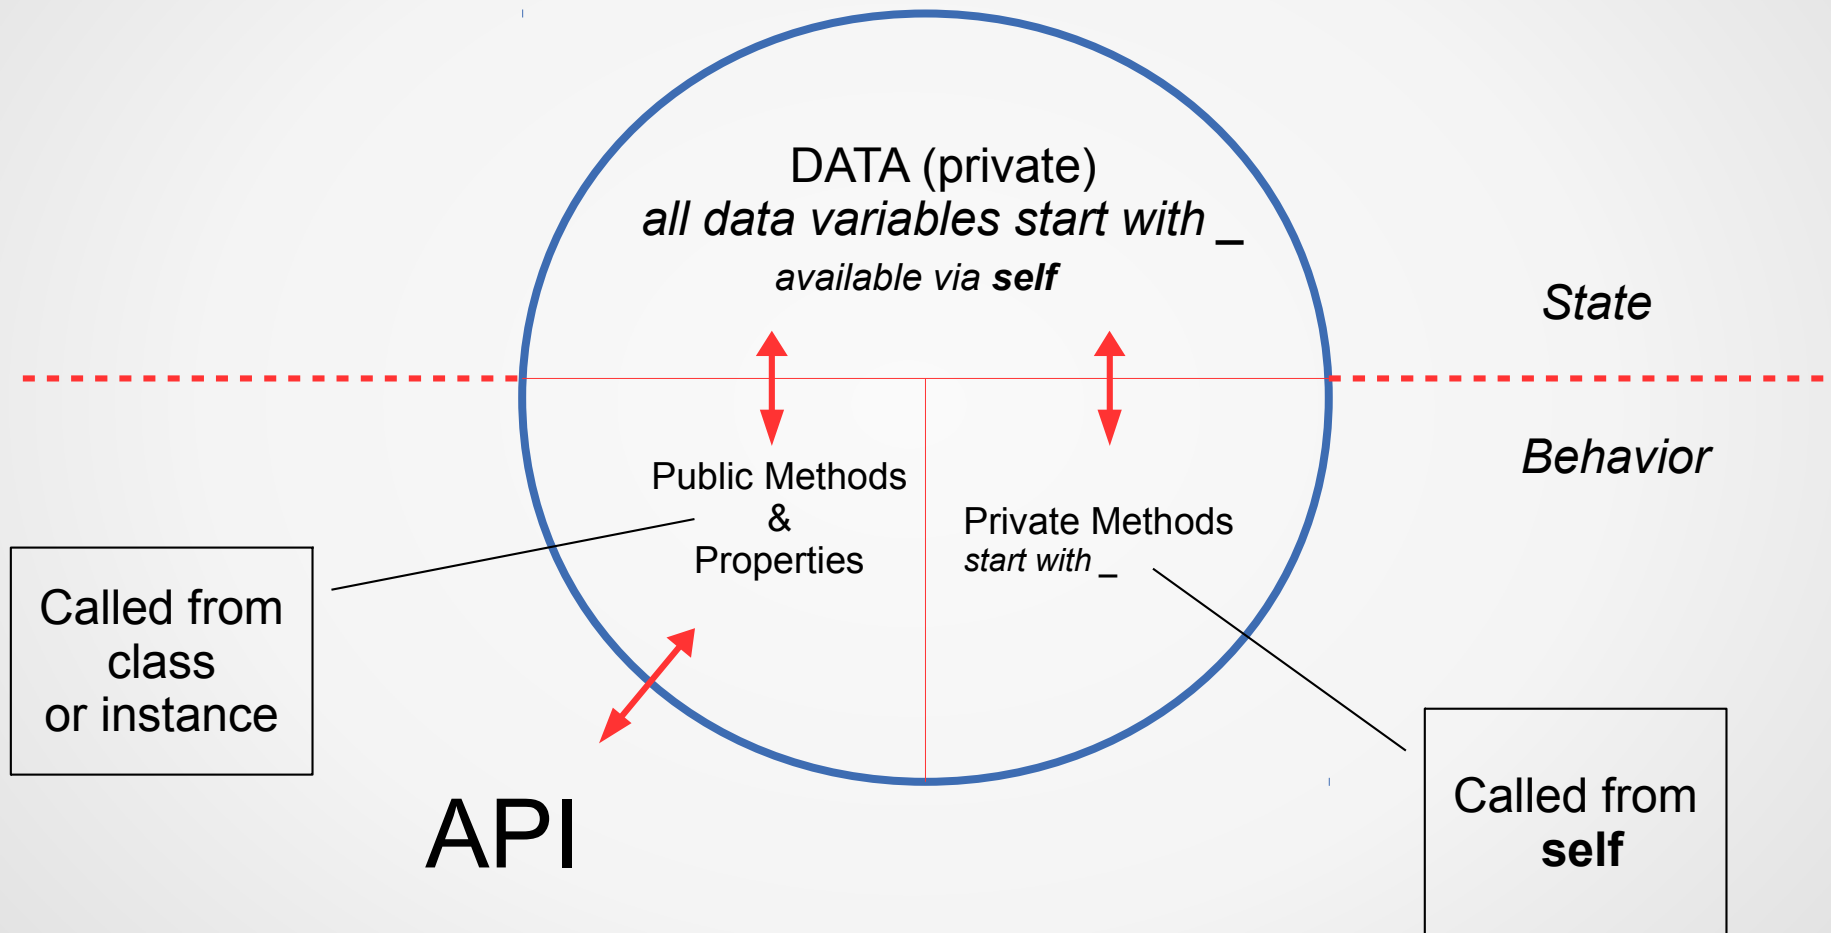 DATA (private)
all data variables start with _
available via self
State
Behavior
Public Methods
&
Properties
Private Methods
start with _
Called from
class
or instance
API
Called from
self